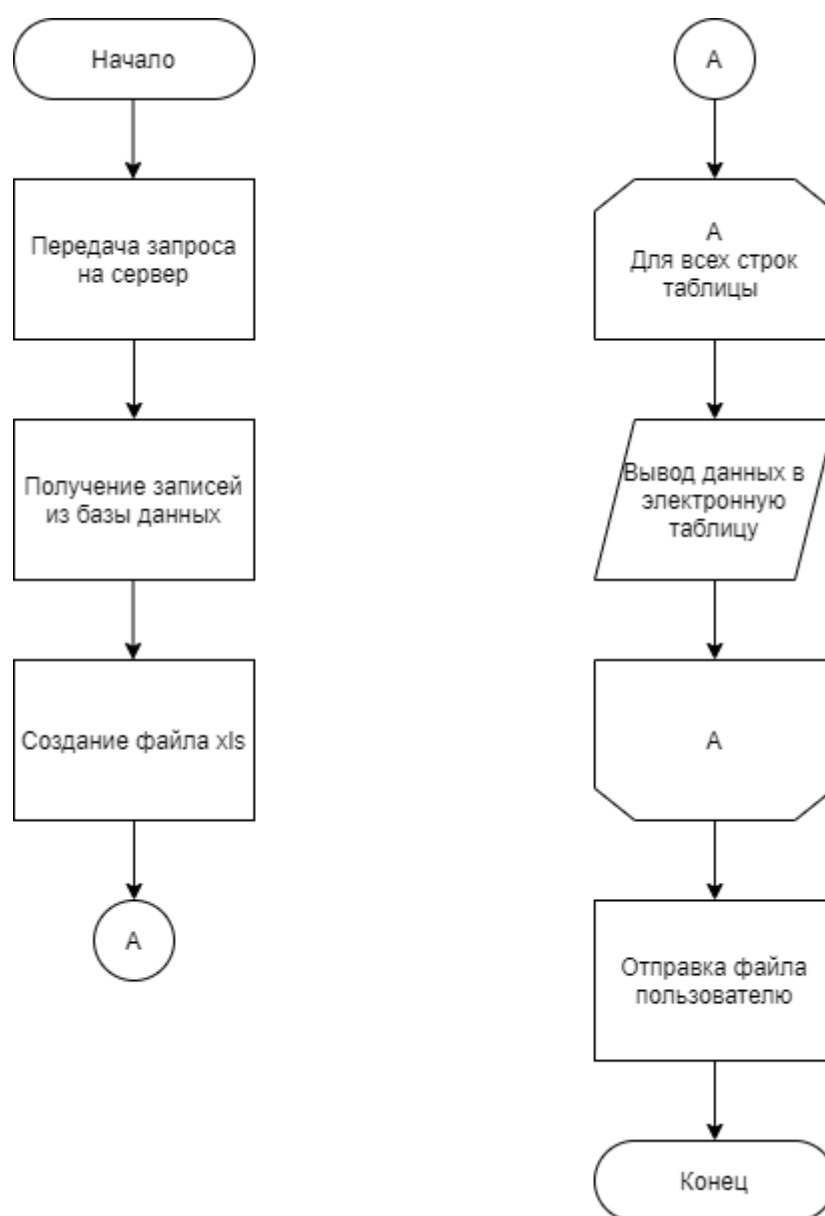 Начало
Передача запроса
на сервер
Получение записей
из базы данных
Создание файла xls
А
А
А
Для всех строк
таблицы
Вывод данных в
электронную
таблицу
А
Отправка файла
пользователю
Конец